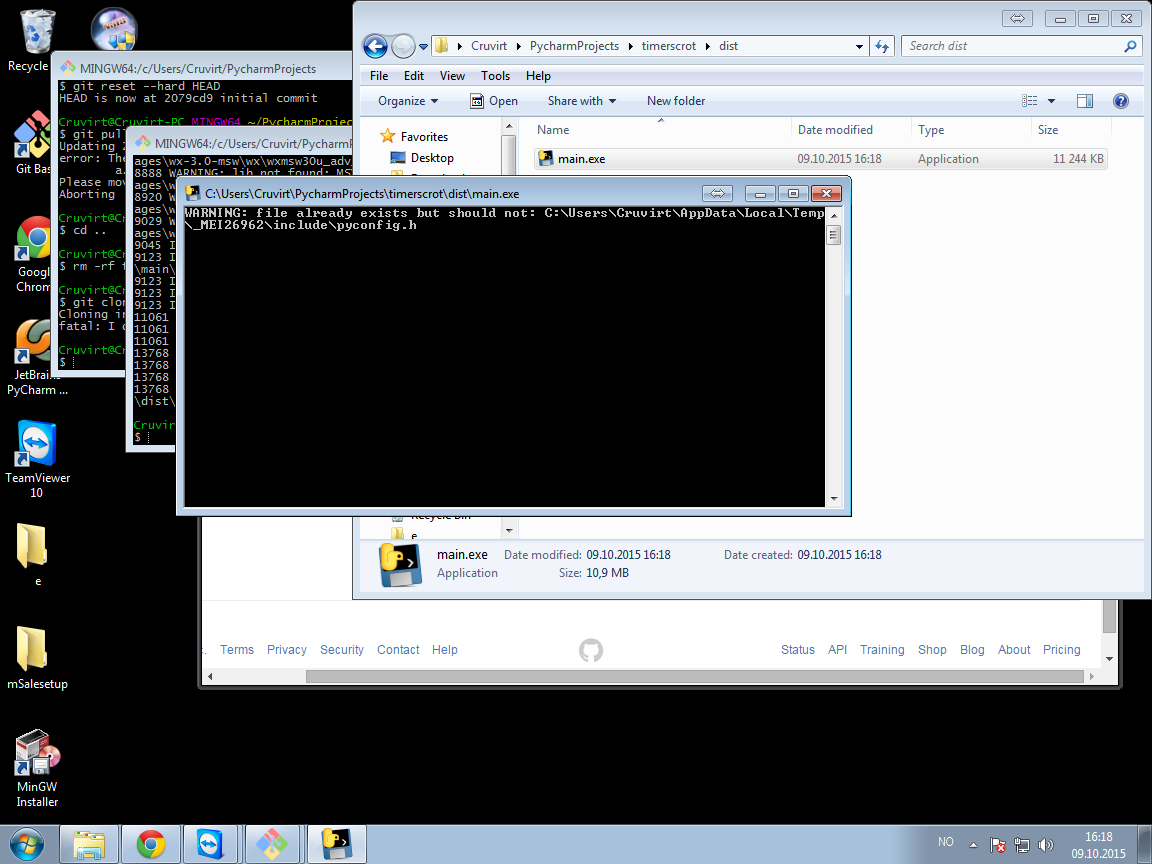 Recycle
Git Bas
Google
Chrom
JetBrai
PyCharm ...
TeamViewer
10
e
mSalesetup
MinGW
Installer
MINGW64:/c/Users/Cruvirt/PycharmProjects
$ git reset --hard HEAD
HEAD is now at 2079cd9 initial commit
Cruvirt@Cruvirt-PC MINGW64 ~/PycharmProjec
$ git pull
Updating 2
error: The
a.
Please mov
Aborting
Cruvirt@Cr
$ cd ..
Cruvirt@Cr
$ rm -rf t
Cruvirt@Cr
$ git clon
Cloning in
fatal: I c
Cruvirt@Cr
$
MINGW64:/c/Users/Cruvirt/PycharmP
ages\wx-3.0-msw\wx\wxmsw30u_adv
8888 WARNING: lib not found: MS
ages\w
8920 W
ages\w
9029 W
ages\w
9045 I
9123 I
\main\
9123 I
9123 I
9123 I
11061
11061
11061
13768
13768
13768
13768
\dist\
Cruvir
$
C:\Users\Cruvirt\PycharmProjects\timerscrot\dist\main.exe
WARNING: file already exists but should not: C:\Users\Cruvirt\AppData\Local\Temp
\_MEI26962\include\pyconfig.h
Cruvirt PycharmProjects timerscrot dist
Search dist
File Edit View Tools Help
Organize Open Share with New folder
Favorites
Desktop
Name Date modified Type Size
main.exe 09.10.2015 16:18 Application 11 244 KB
Recycle Bin
e
main.exe Date modified: 09.10.2015 16:18 Date created: 09.10.2015 16:18
Application Size: 10,9 MB
Terms Privacy Security Contact Help Status API Training Shop Blog About Pricing
NO
16:18
09.10.2015